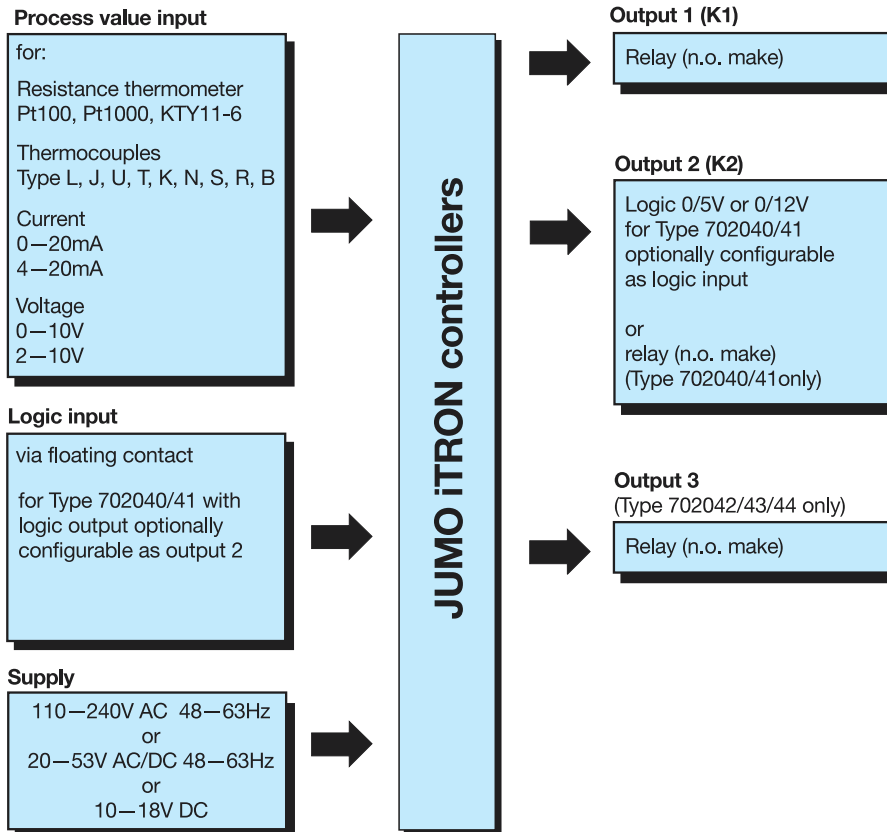 Process value input
for:
Resistance thermometer
Pt100, Pt1000, KTY11-6
Thermocouples
Type L, J, U, T, K, N, S, R, B
Current
0—20mA
4—20mA
Voltage
0—10V
2—10V
Logic input
via floating contact
for Type 702040/41 with
logic output optionally
configurable as output 2
Supply
110—240V AC 48—63Hz
or
20—53V AC/DC 48—63Hz
or
10—18V DC
JUMO iTRON controllers
Output 1 (K1)
Relay (n.o. make)
Output 2 (K2)
Logic 0/5V or 0/12V
for Type 702040/41
optionally configurable
as logic input
or
relay (n.o. make)
(Type 702040/41only)
Output 3
(Type 702042/43/44 only)
Relay (n.o. make)